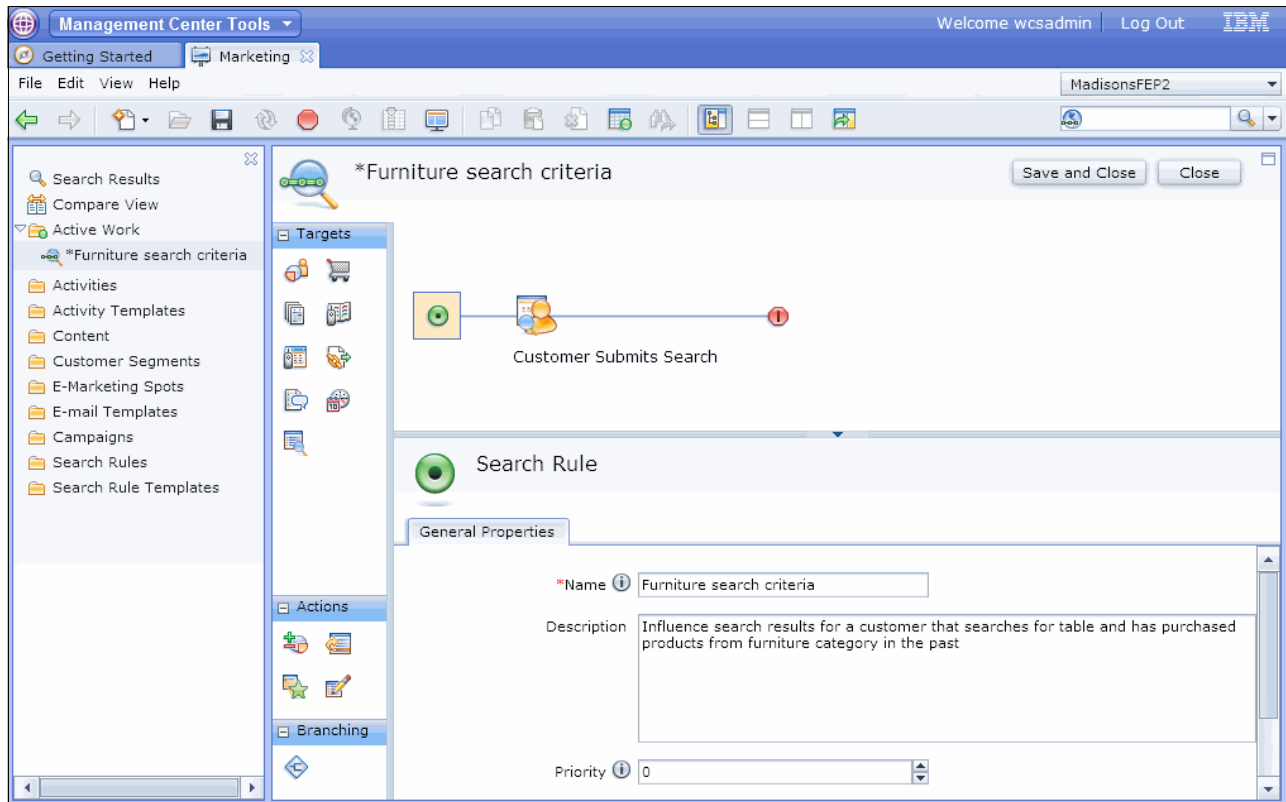 Management Center Tools
Welcome wcsadmin
Log Out
IBM
Getting Started
Marketing
File Edit View Help
MadisonsFEP2
Search Results
Compare View
Active Work
*Furniture search criteria
Activities
Activity Templates
Content
Customer Segments
E-Marketing Spots
E-mail Templates
Campaigns
Search Rules
Search Rule Templates
*Furniture search criteria
Save and Close
Close
Targets
Customer Submits Search
Actions
Branching
Search Rule
General Properties
*Name
Furniture search criteria
Description
Influence search results for a customer that searches for table and has purchased
products from furniture category in the past
Priority
0